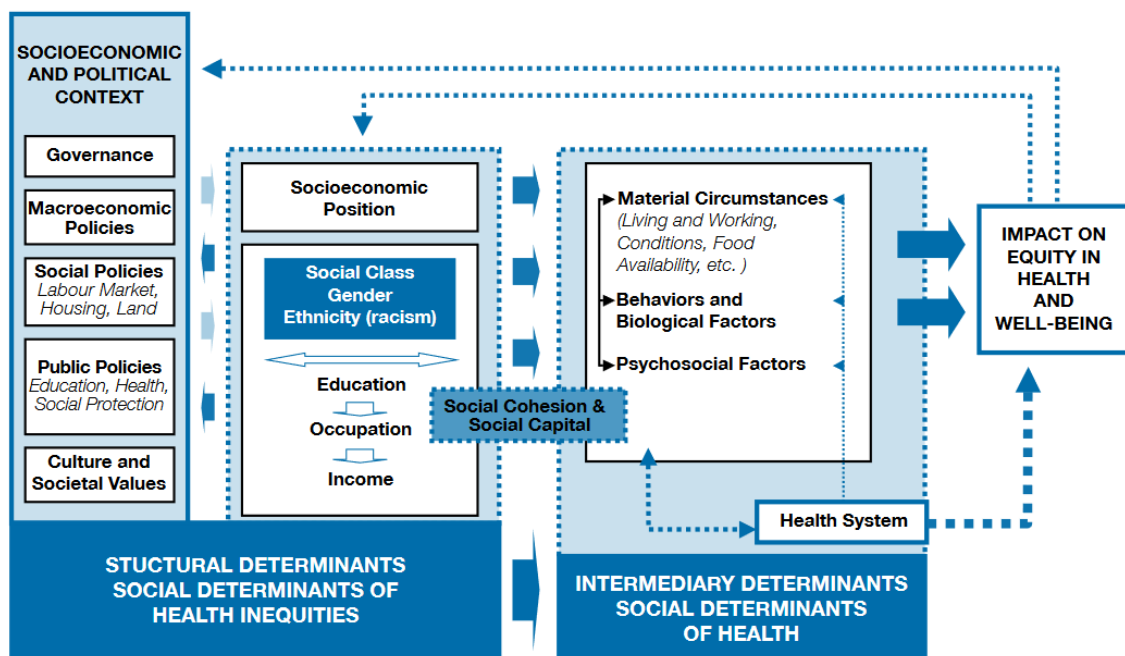 SOCIOECONOMIC
AND POLITICAL
CONTEXT
Governance
Macroeconomic
Policies
Social Policies
Labour Market,
Housing, Land
Public Policies
Education, Health,
Social Protection
Culture and
Societal Values
Socioeconomic
Position
Social Class
Gender
Ethnicity (racism)
Education
Occupation
Income
Social Cohesion &
Social Capital
Material Circumstances
(Living and Working,
Conditions, Food
Availability, etc. )
Behaviors and
Biological Factors
Psychosocial Factors
Health System
IMPACT ON
EQUITY IN
HEALTH
AND
WELL-BEING
STUCTURAL DETERMINANTS
SOCIAL DETERMINANTS OF
HEALTH INEQUITIES
INTERMEDIARY DETERMINANTS
SOCIAL DETERMINANTS
OF HEALTH